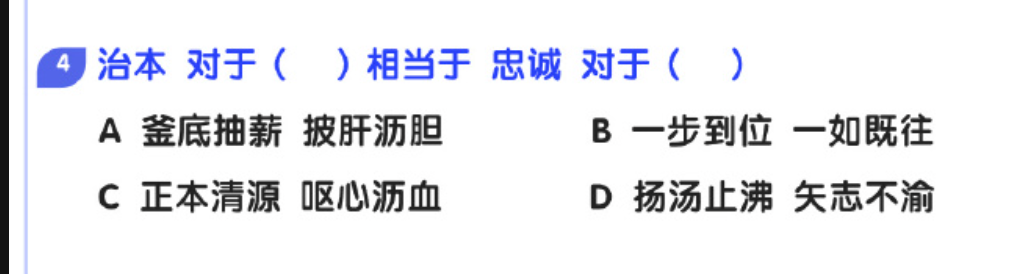 4 治本 对于（ ）相当于 忠诚 对于（ ）
A 釜底抽薪 披肝沥胆 B 一步到位 一如既往
C 正本清源 呕心沥血 D 扬汤止沸 矢志不渝